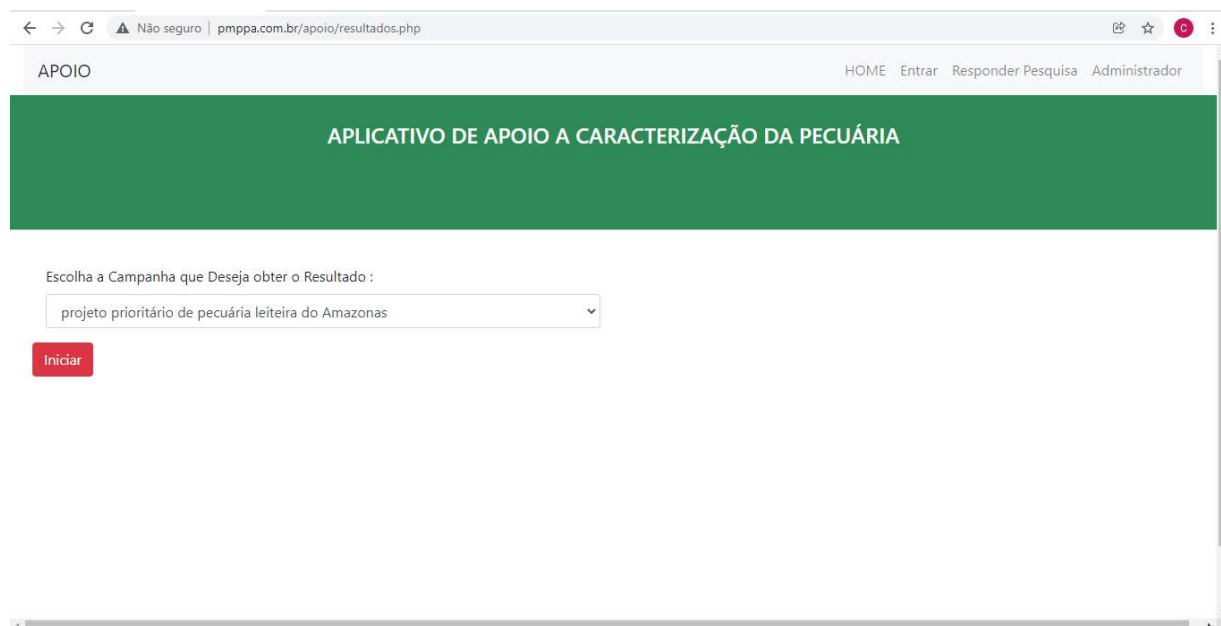 Não seguro | pmppa.com.br/apoio/resultados.php C
APOIO HOME Entrar Responder Pesquisa Administrador
APLICATIVO DE APOIO A CARACTERIZAÇÃO DA PECUÁRIA
Escolha a Campanha que Deseja obter o Resultado :
projeto prioritário de pecuária leiteira do Amazonas
Iniciar